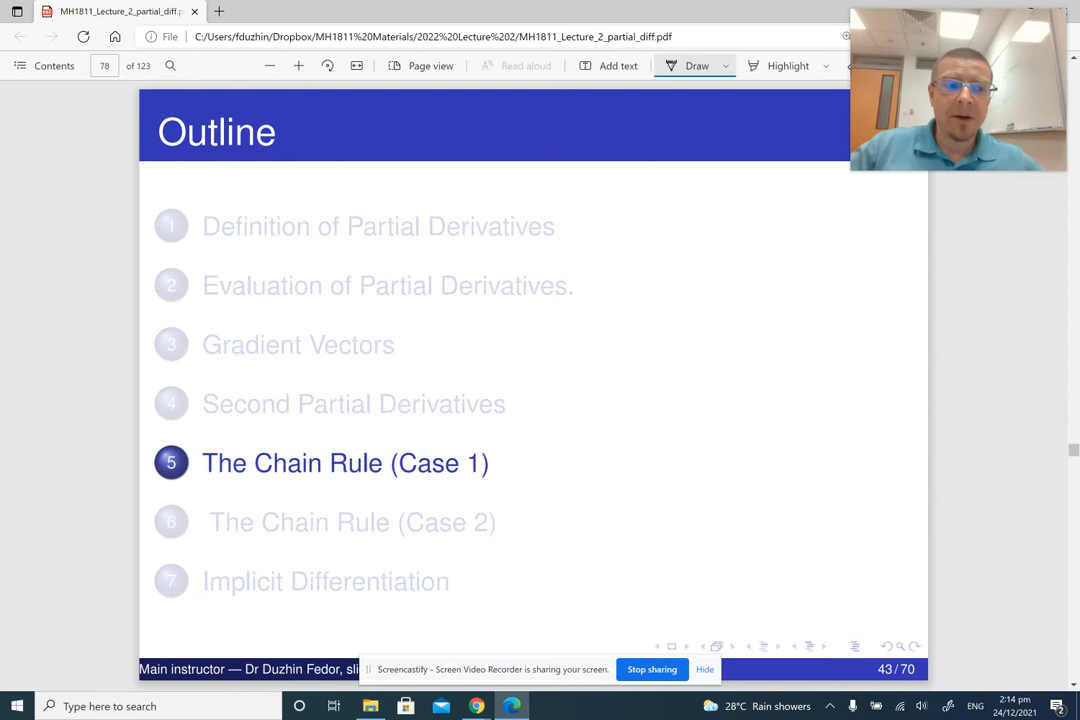 MH1811_Lecture_2_partial_diff.p
File
C:/Users/fduzhin/Dropbox/MH1811%20Materials/2022%20Lecture%202/MH1811_Lecture_2_partial_diff.pdf
Contents
78
of 123
Page view
Read aloud
Add text
Draw
Highlight
Outline
1 Definition of Partial Derivatives
2 Evaluation of Partial Derivatives.
3 Gradient Vectors
4 Second Partial Derivatives
5 The Chain Rule (Case 1)
6 The Chain Rule (Case 2)
7 Implicit Differentiation
Main instructor — Dr Duzhin Fedor, sli
Screencastify - Screen Video Recorder is sharing your screen.
Stop sharing
Hide
43/70
Type here to search
28°C Rain showers
ENG
2:14 pm
24/12/2021
2